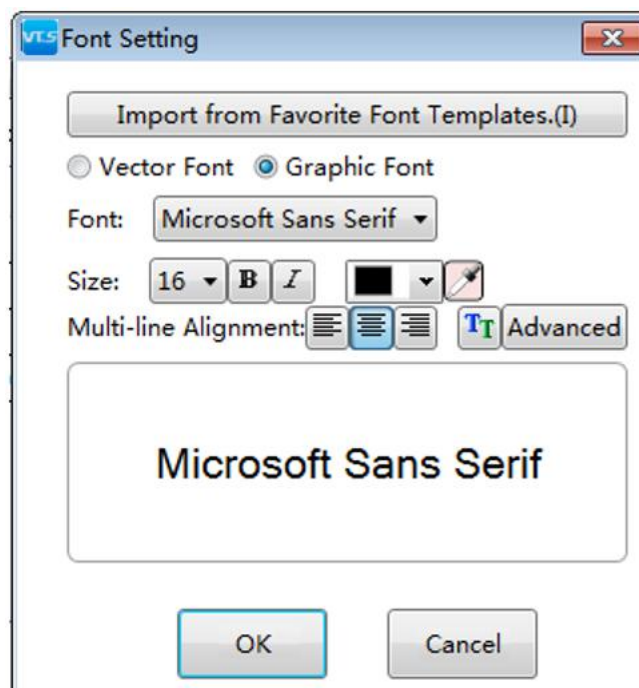 VT.S Font Setting
Import from Favorite Font Templates.(I)
Vector Font Graphic Font
Font: Microsoft Sans Serif
Size: 16 B I
Multi-line Alignment: TT Advanced
Microsoft Sans Serif
OK Cancel